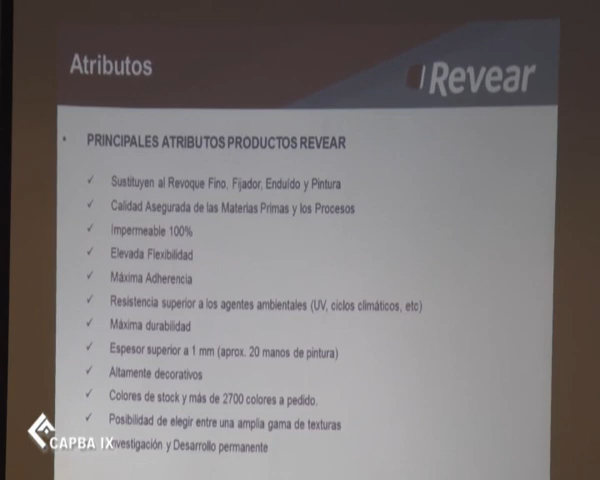 Atributos
Revear
• PRINCIPALES ATRIBUTOS PRODUCTOS REVEAR
✓ Sustituyen al Revoque Fino, Fijador, Enduído y Pintura
✓ Calidad Asegurada de las Materias Primas y los Procesos
✓ Impermeable 100%
✓ Elevada Flexibilidad
✓ Máxima Adherencia
✓ Resistencia superior a los agentes ambientales (UV, ciclos climáticos, etc)
✓ Máxima durabilidad
✓ Espesor superior a 1 mm (aprox. 20 manos de pintura)
✓ Altamente decorativos
✓ Colores de stock y más de 2700 colores a pedido.
✓ Posibilidad de elegir entre una amplia gama de texturas
✓ Investigación y Desarrollo permanente
CAPBA IX